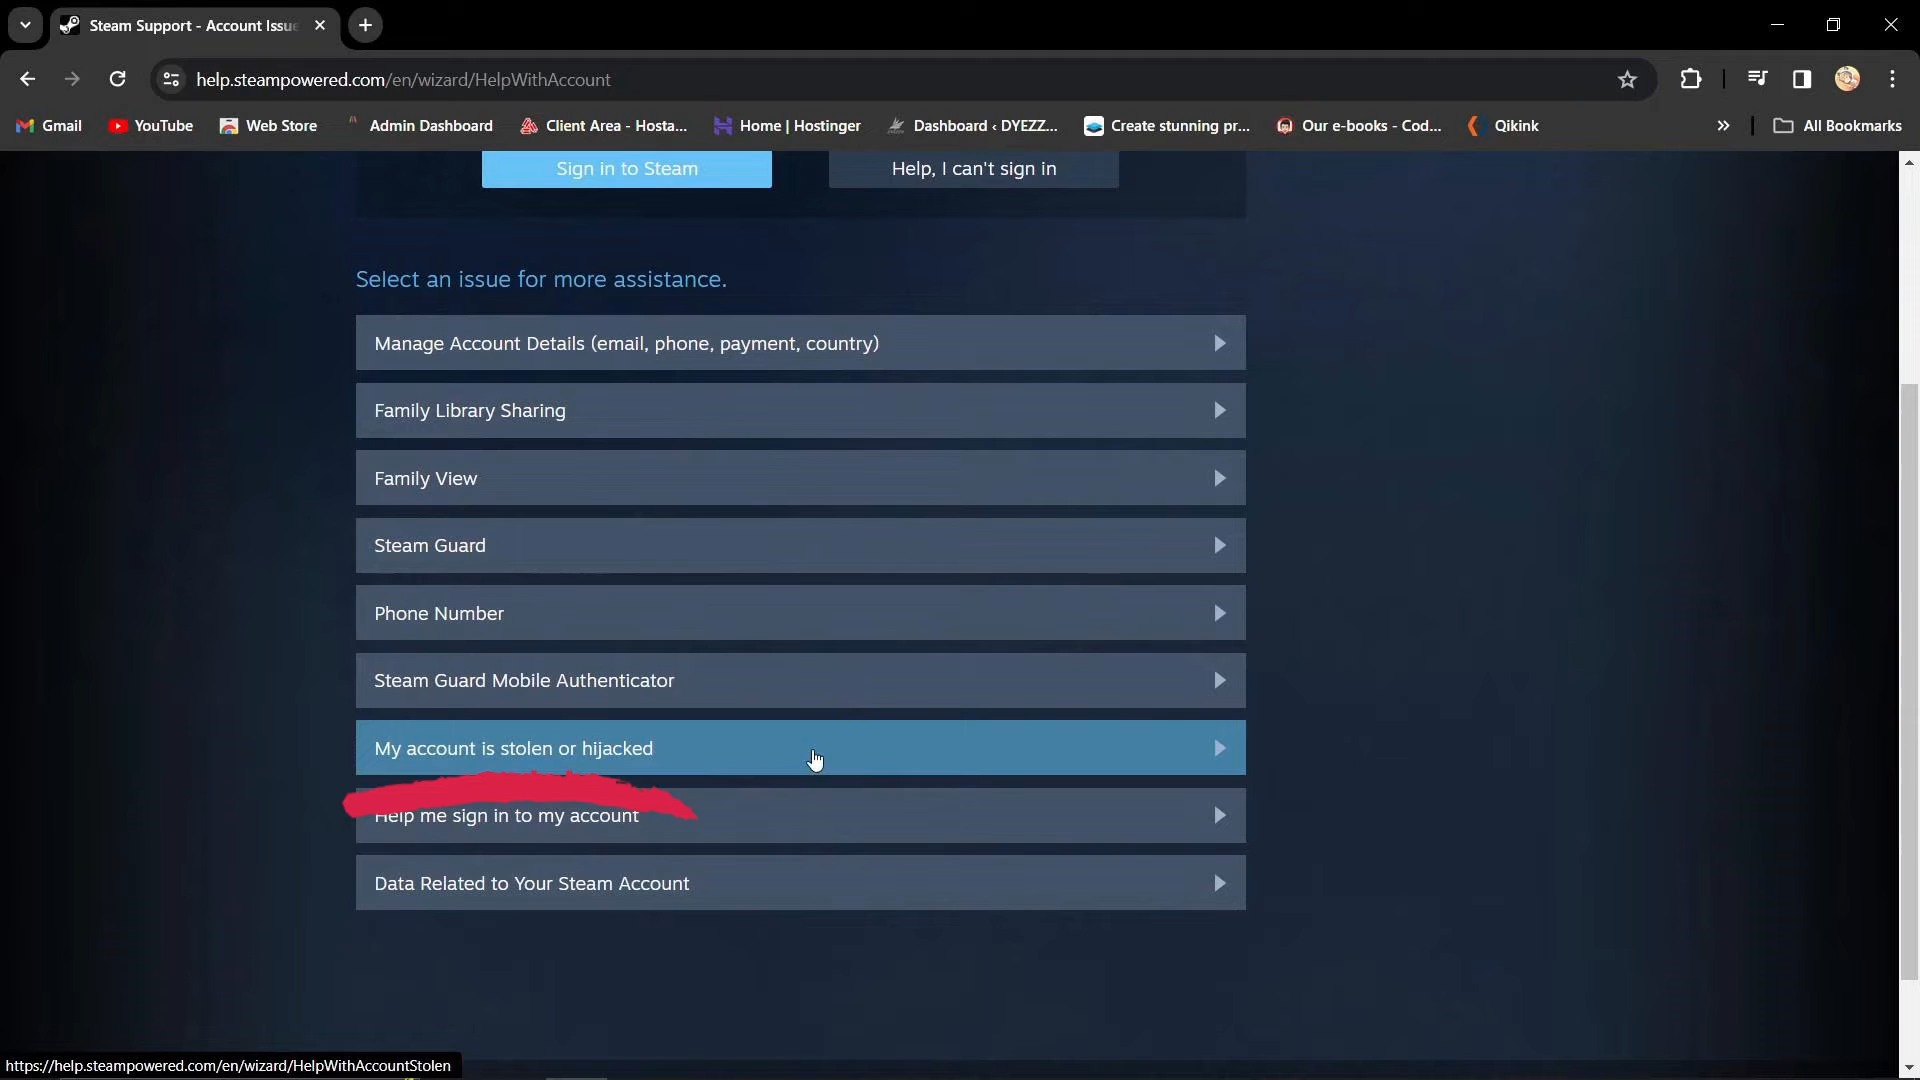 Steam Support - Account Issu
help.steampowered.com/en/wizard/HelpWithAccount
Gmail
YouTube
Web Store
Admin Dashboard
Client Area - Hosta...
Home | Hostinger
Dashboard ‹ DYEZZ...
Create stunning pr...
Our e-books - Cod...
Qikink
All Bookmarks
Sign in to Steam
Help, I can't sign in
Select an issue for more assistance.
Manage Account Details (email, phone, payment, country)
Family Library Sharing
Family View
Steam Guard
Phone Number
Steam Guard Mobile Authenticator
My account is stolen or hijacked
Help me sign in to my account
Data Related to Your Steam Account
https://help.steampowered.com/en/wizard/HelpWithAccountStolen